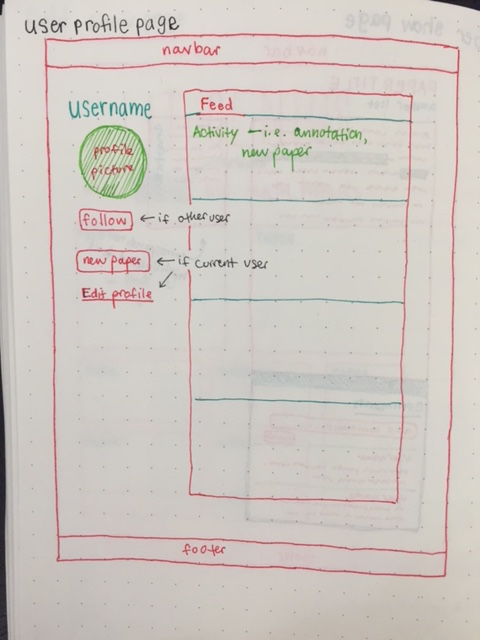 user profile page
navbar
username
profile
picture
Feed
Activity ← i.e. annotation,
new paper
follow ← if other user
new paper ← if current user
Edit profile
footer